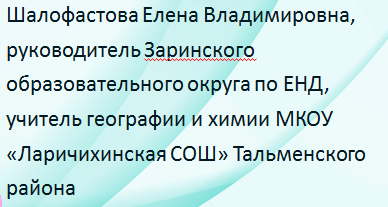 Шалофастова Елена Владимировна,
руководитель Заринского
образовательного округа по ЕНД,
учитель географии и химии МКОУ
«Ларичихинская СОШ» Тальменского
района